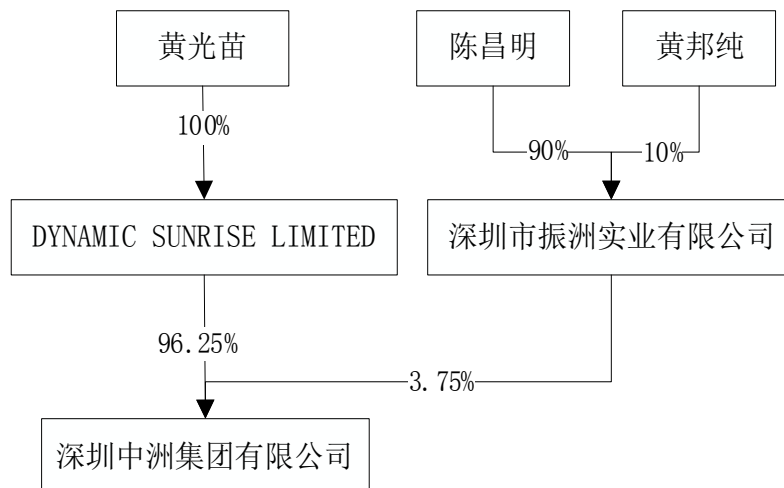 黄光苗
陈昌明
黄邦纯
100%
90%
10%
DYNAMIC SUNRISE LIMITED
深圳市振洲实业有限公司
96.25%
3.75%
深圳中洲集团有限公司